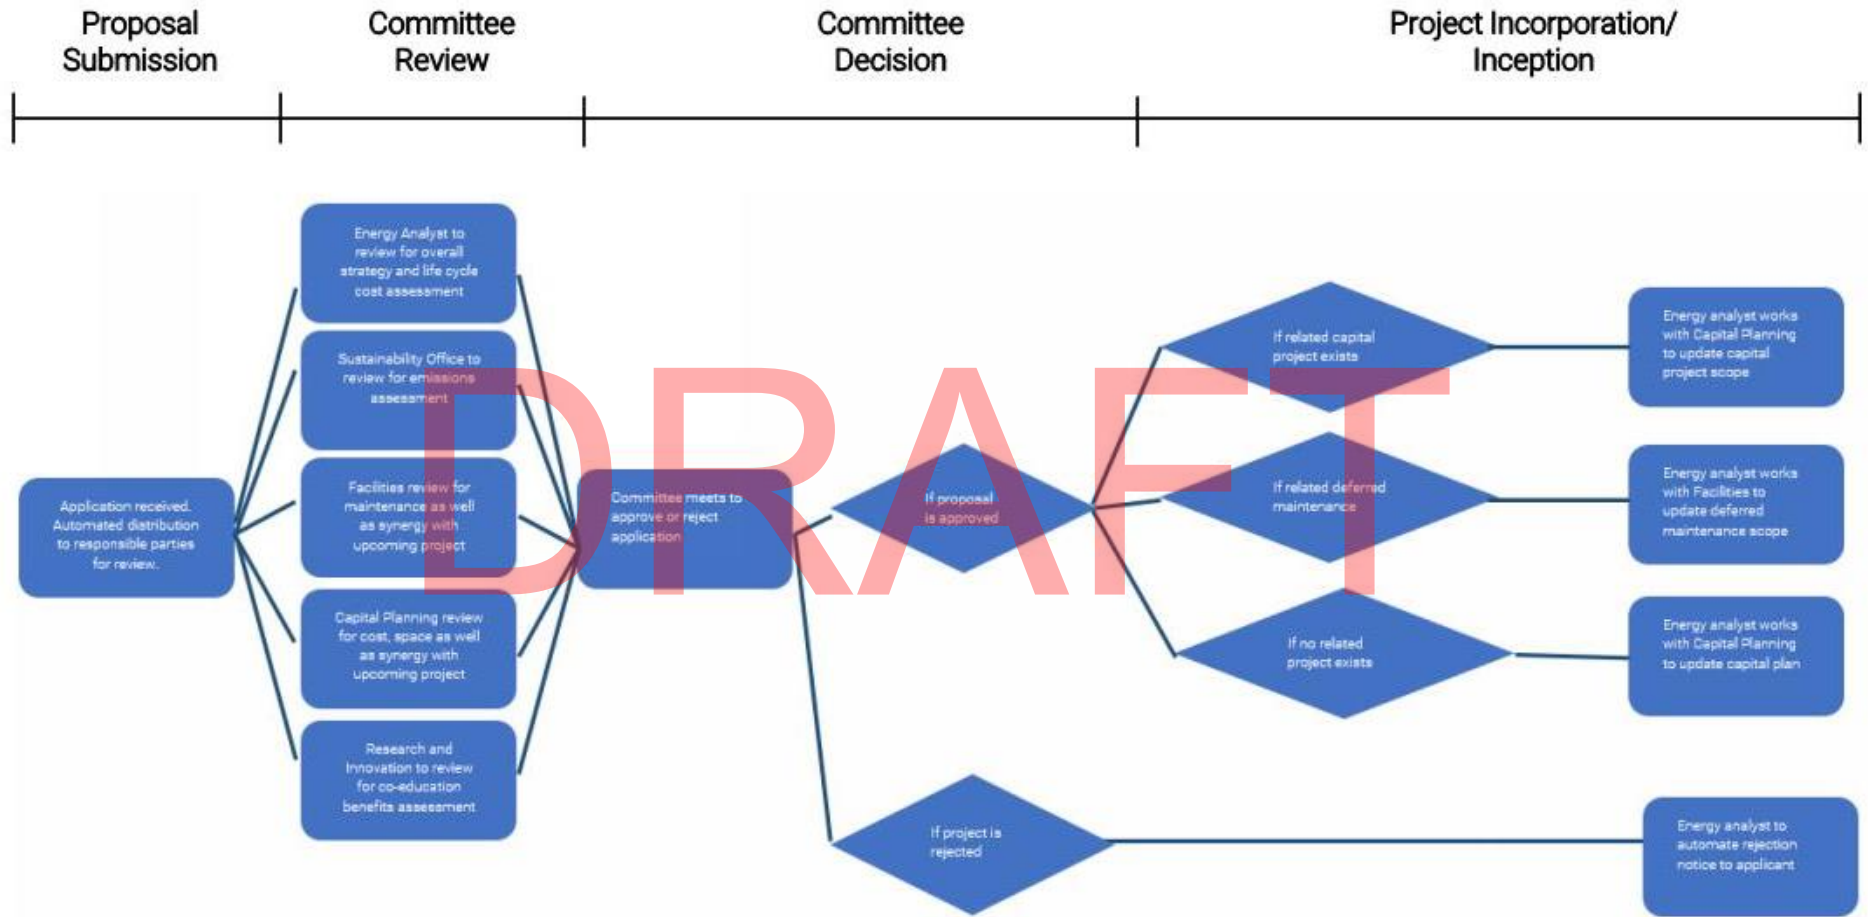 Proposal
Submission
Committee
Review
Committee
Decision
Project Incorporation/
Inception
Application received.
Automated distribution
to responsible parties
for review.
Energy Analyst to
review for overall
strategy and life cycle
cost assessment
Sustainability Office to
review for emissions
assessment
Facilities review for
maintenance as well
as synergy with
upcoming project
Capital Planning review
for cost, space as well
as synergy with
upcoming project
Research and
Innovation to review
for co-education
benefits assessment
Committee meets to
approve or reject
application
If proposal
is approved
If project is
rejected
If related capital
project exists
If related deferred
maintenance
If no related
project exists
Energy analyst works
with Capital Planning
to update capital
project scope
Energy analyst works
with Facilities to
update deferred
maintenance scope
Energy analyst works
with Capital Planning
to update capital plan
Energy analyst to
automate rejection
notice to applicant
DRAFT